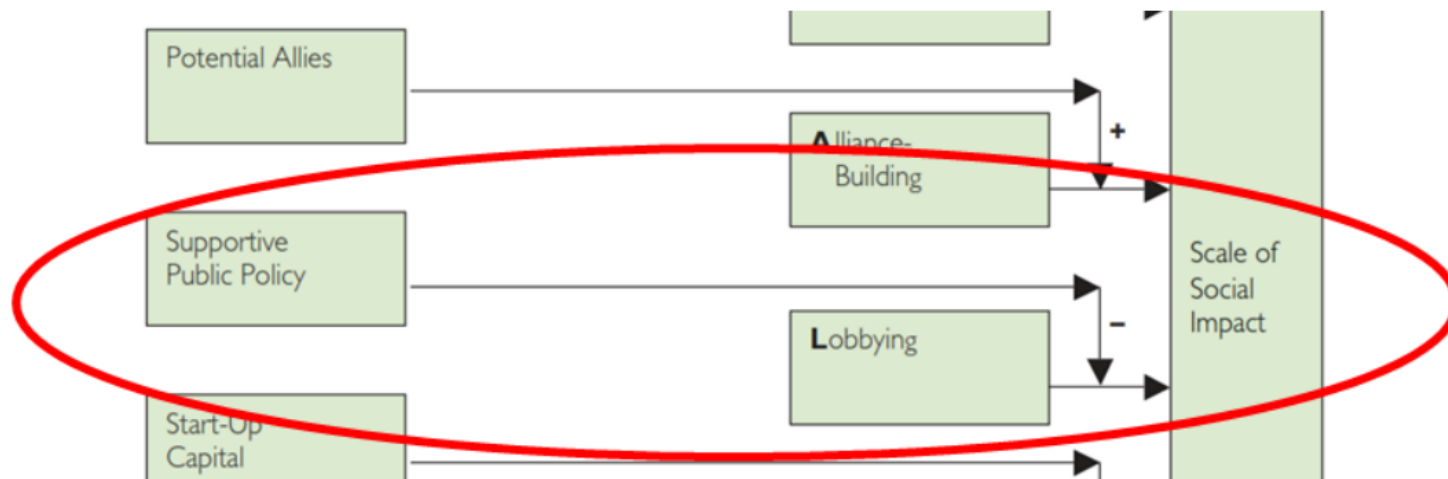 Potential Allies
+
Alliance-
Building
Supportive
Public Policy
Scale of
Social
Impact
–
Lobbying
Start-Up
Capital